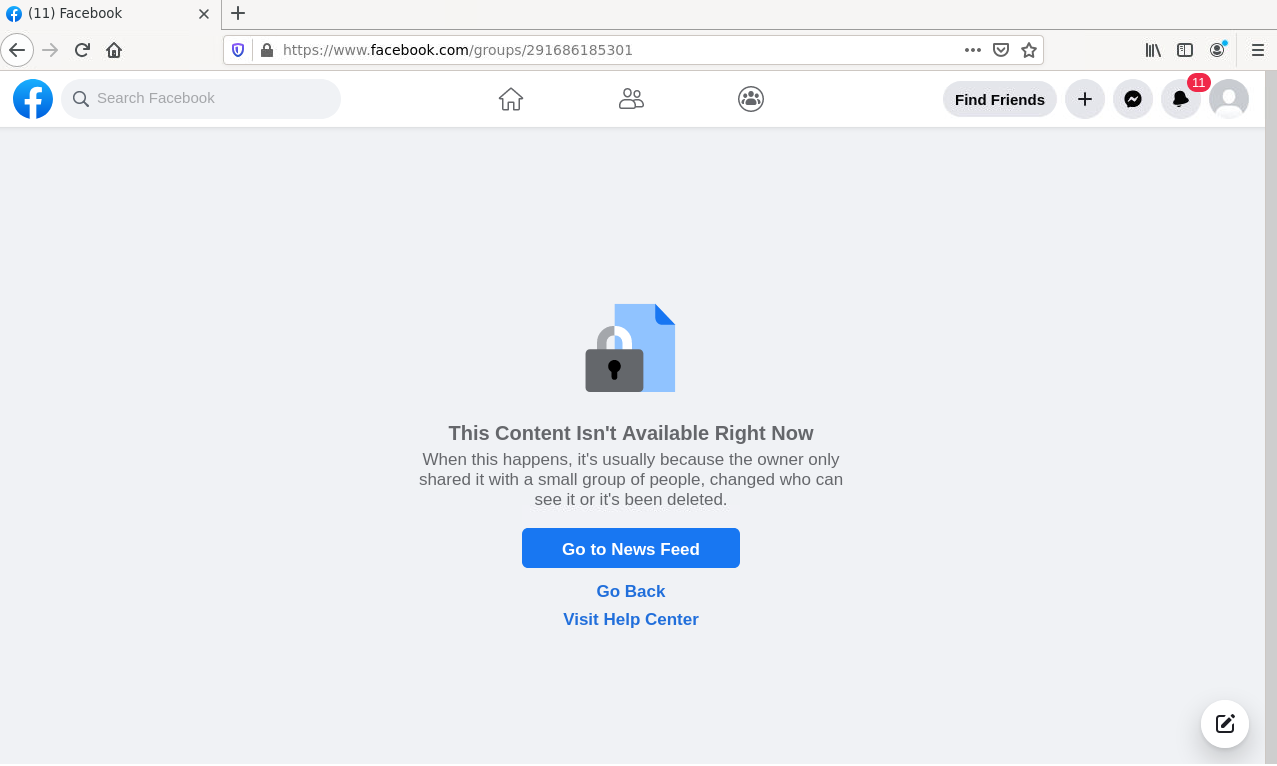 (11) Facebook
https://www.facebook.com/groups/291686185301
Search Facebook
Find Friends
11
This Content Isn't Available Right Now
When this happens, it's usually because the owner only
shared it with a small group of people, changed who can
see it or it's been deleted.
Go to News Feed
Go Back
Visit Help Center